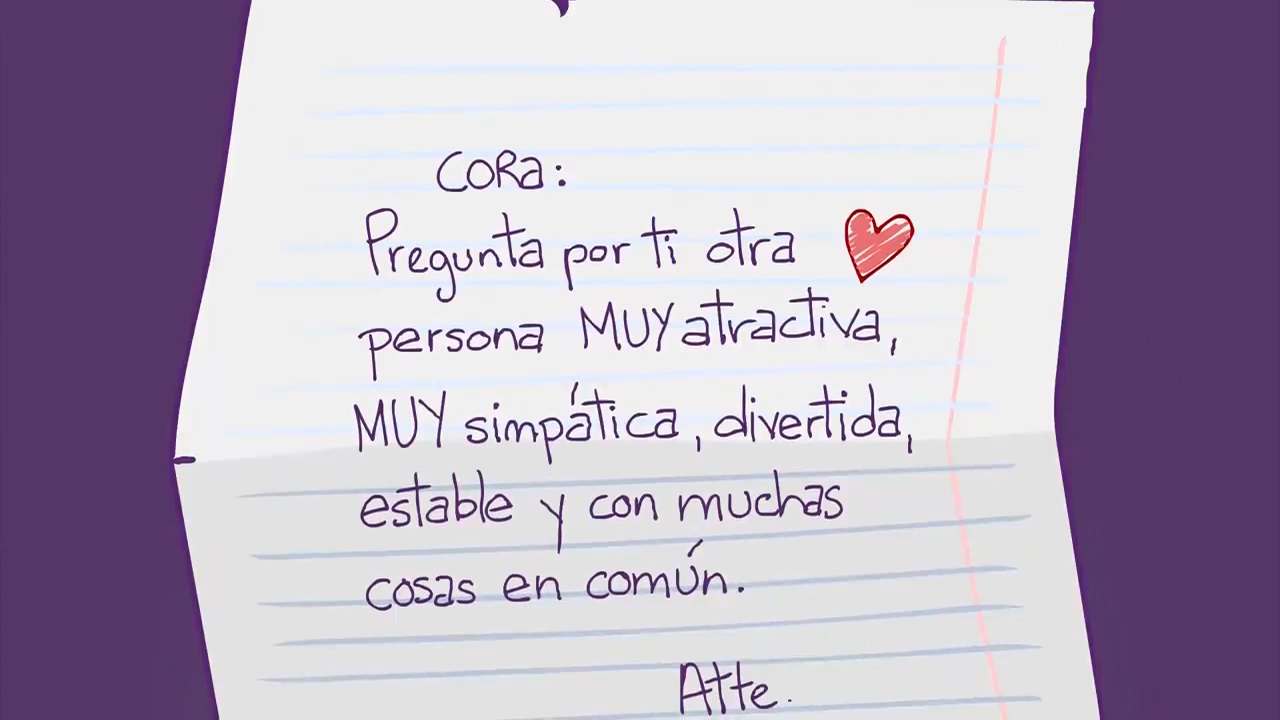 CORa:
Pregunta por ti otra
persona MUY atractiva,
MUY simpática, divertida,
estable y con muchas
cosas en común.
Atte.